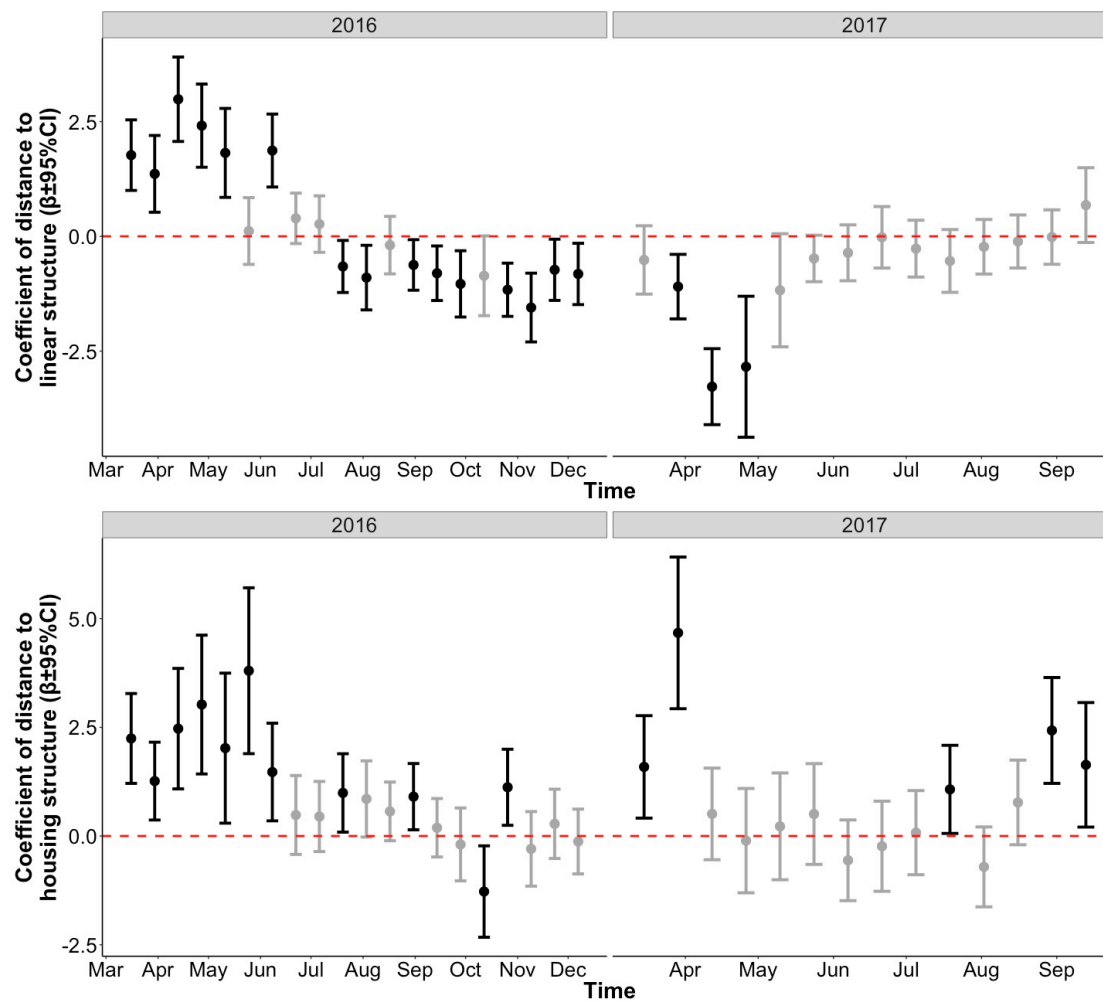 2016 2017
Coefficient of distance to
linear structure (β±95%CI)
2.5
0.0
-2.5
Mar Apr May Jun Jul Aug Sep Oct Nov Dec Apr May Jun Jul Aug Sep
Time
2016 2017
Coefficient of distance to
housing structure (β±95%CI)
5.0
2.5
0.0
-2.5
Mar Apr May Jun Jul Aug Sep Oct Nov Dec Apr May Jun Jul Aug Sep
Time